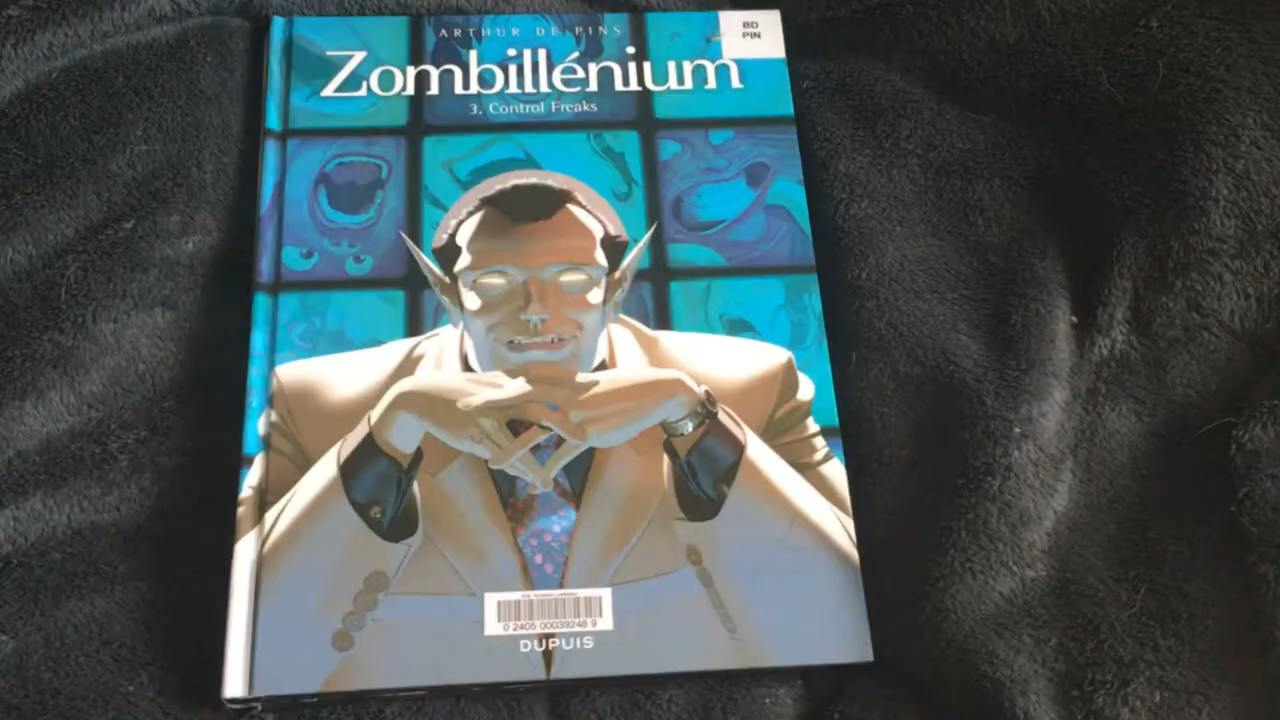 ARTHUR DE PINS
BD
PIN
Zombillénium
3. Control Freaks
0 2405 00039248 9
DUPUIS